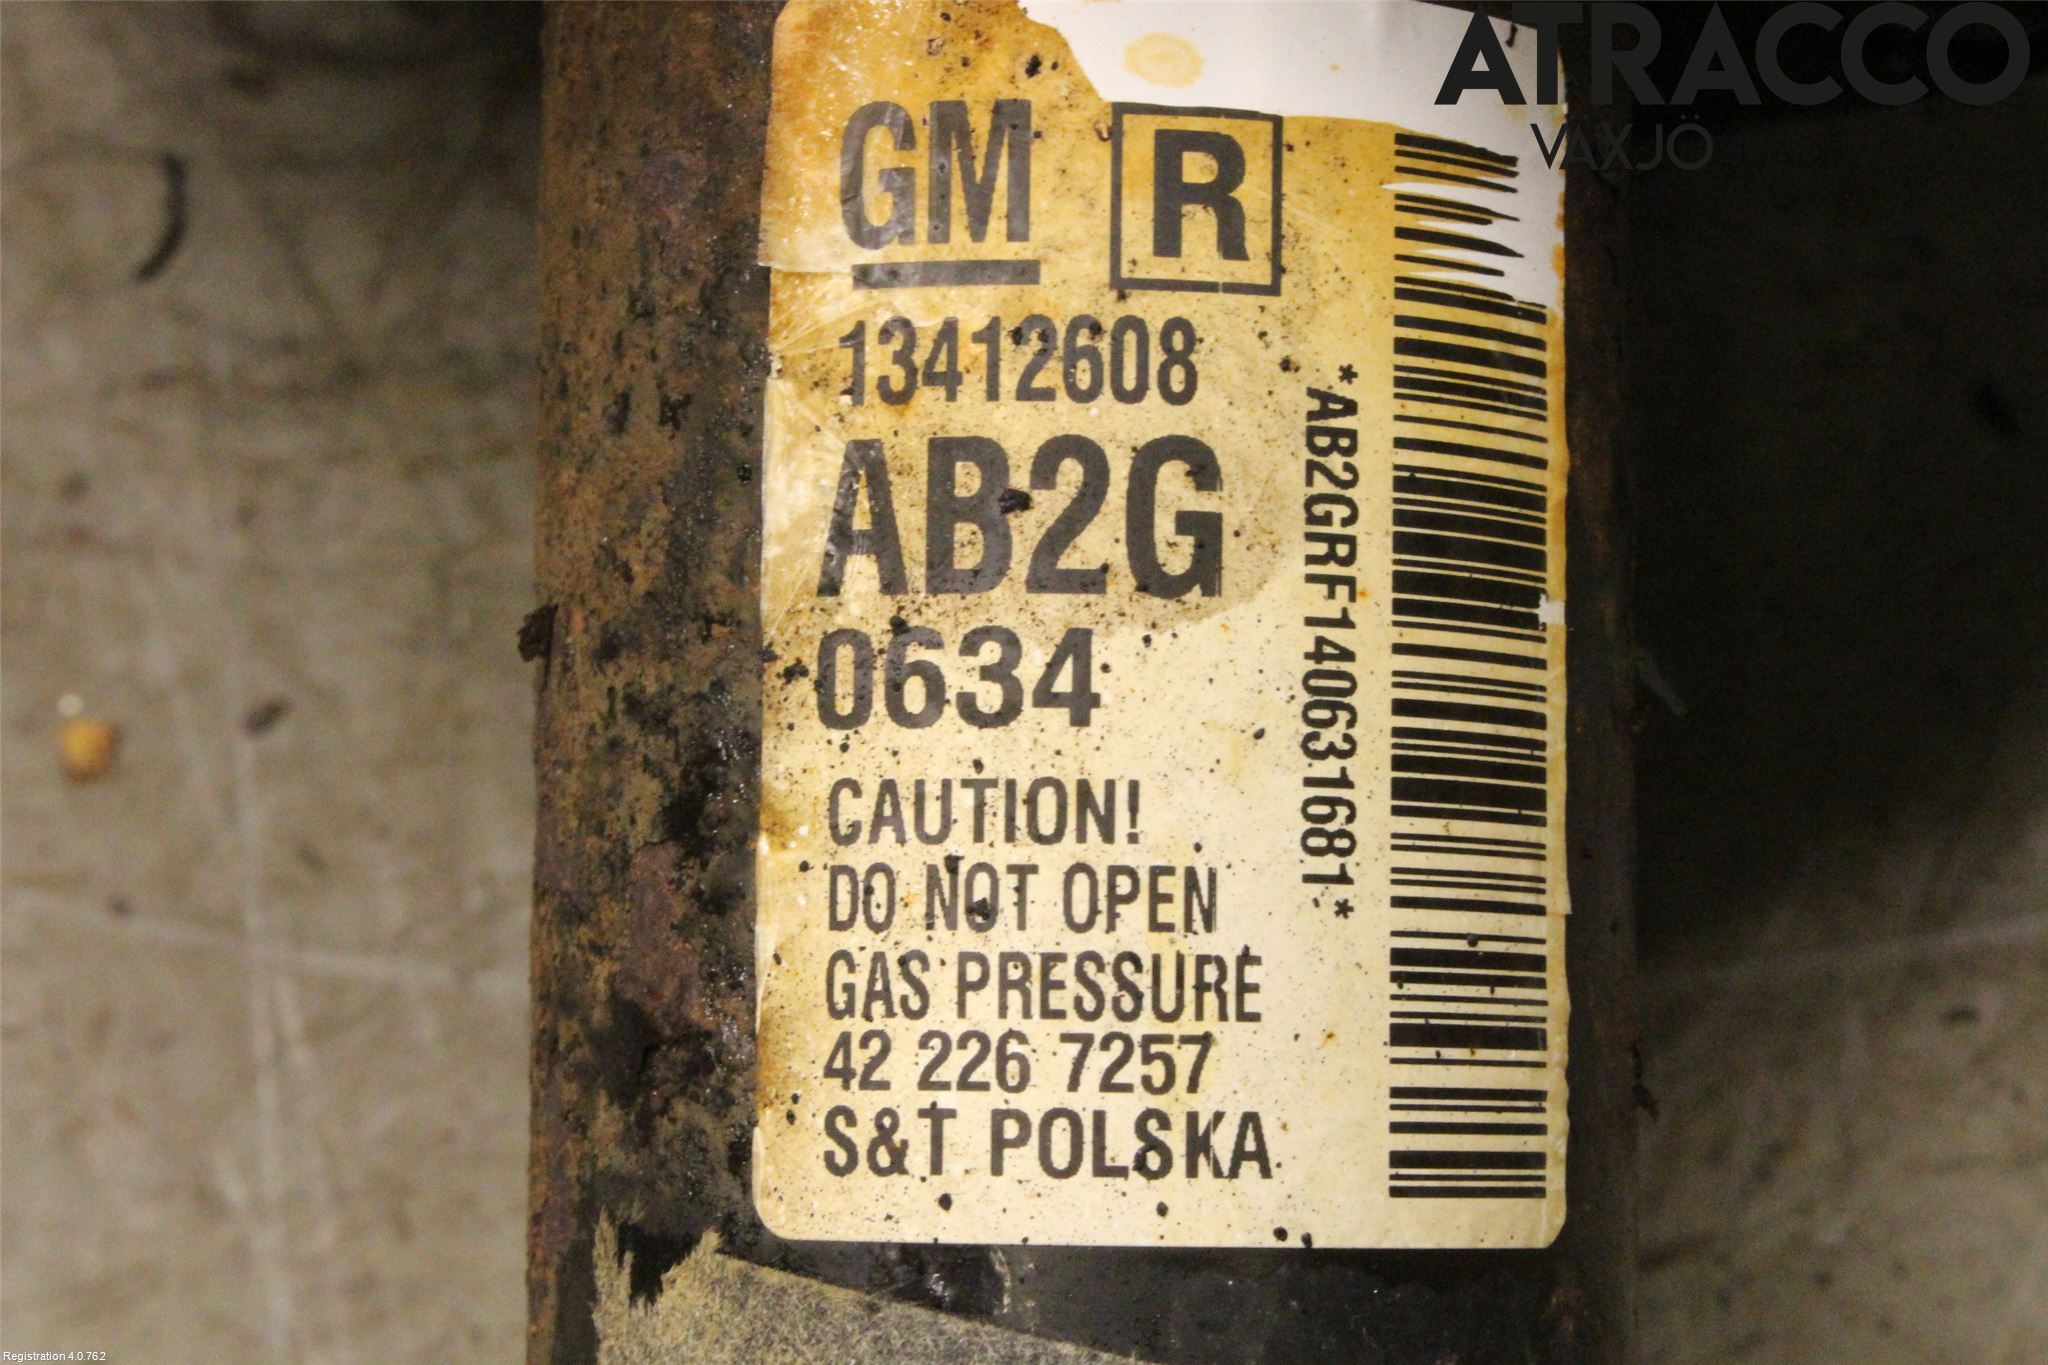 ATRACCO
VÄXJÖ
GM R
13412608
AB2G
0634
CAUTION!
DO NOT OPEN
GAS PRESSURE
42 226 7257
S&T POLSKA
*AB2GRF140631681*
Registration 4.0.762